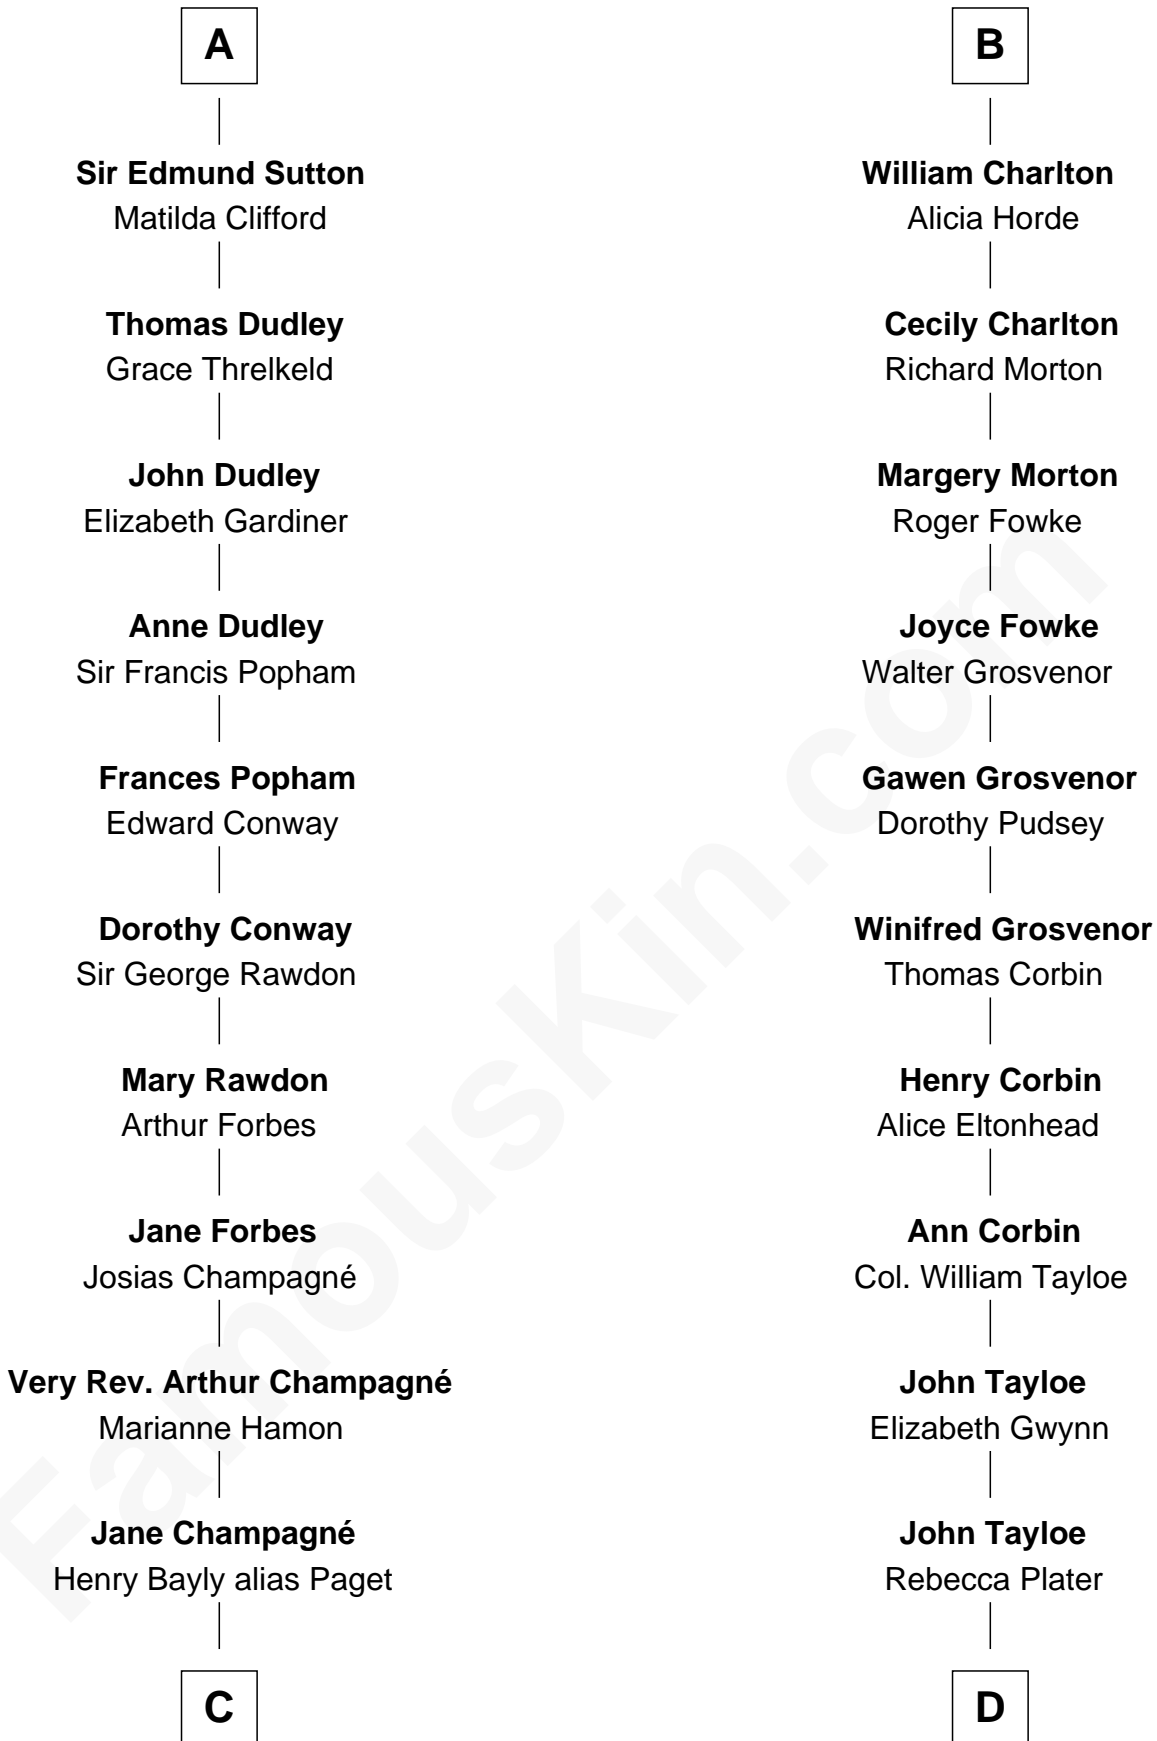 A
Sir Edmund Sutton
Matilda Clifford
Thomas Dudley
Grace Threlkeld
John Dudley
Elizabeth Gardiner
Anne Dudley
Sir Francis Popham
Frances Popham
Edward Conway
Dorothy Conway
Sir George Rawdon
Mary Rawdon
Arthur Forbes
Jane Forbes
Josias Champagné
Very Rev. Arthur Champagné
Marianne Hamon
Jane Champagné
Henry Bayly alias Paget
C
B
William Charlton
Alicia Horde
Cecily Charlton
Richard Morton
Margery Morton
Roger Fowke
Joyce Fowke
Walter Grosvenor
Gawen Grosvenor
Dorothy Pudsey
Winifred Grosvenor
Thomas Corbin
Henry Corbin
Alice Eltonhead
Ann Corbin
Col. William Tayloe
John Tayloe
Elizabeth Gwynn
John Tayloe
Rebecca Plater
D
FamousKin.com